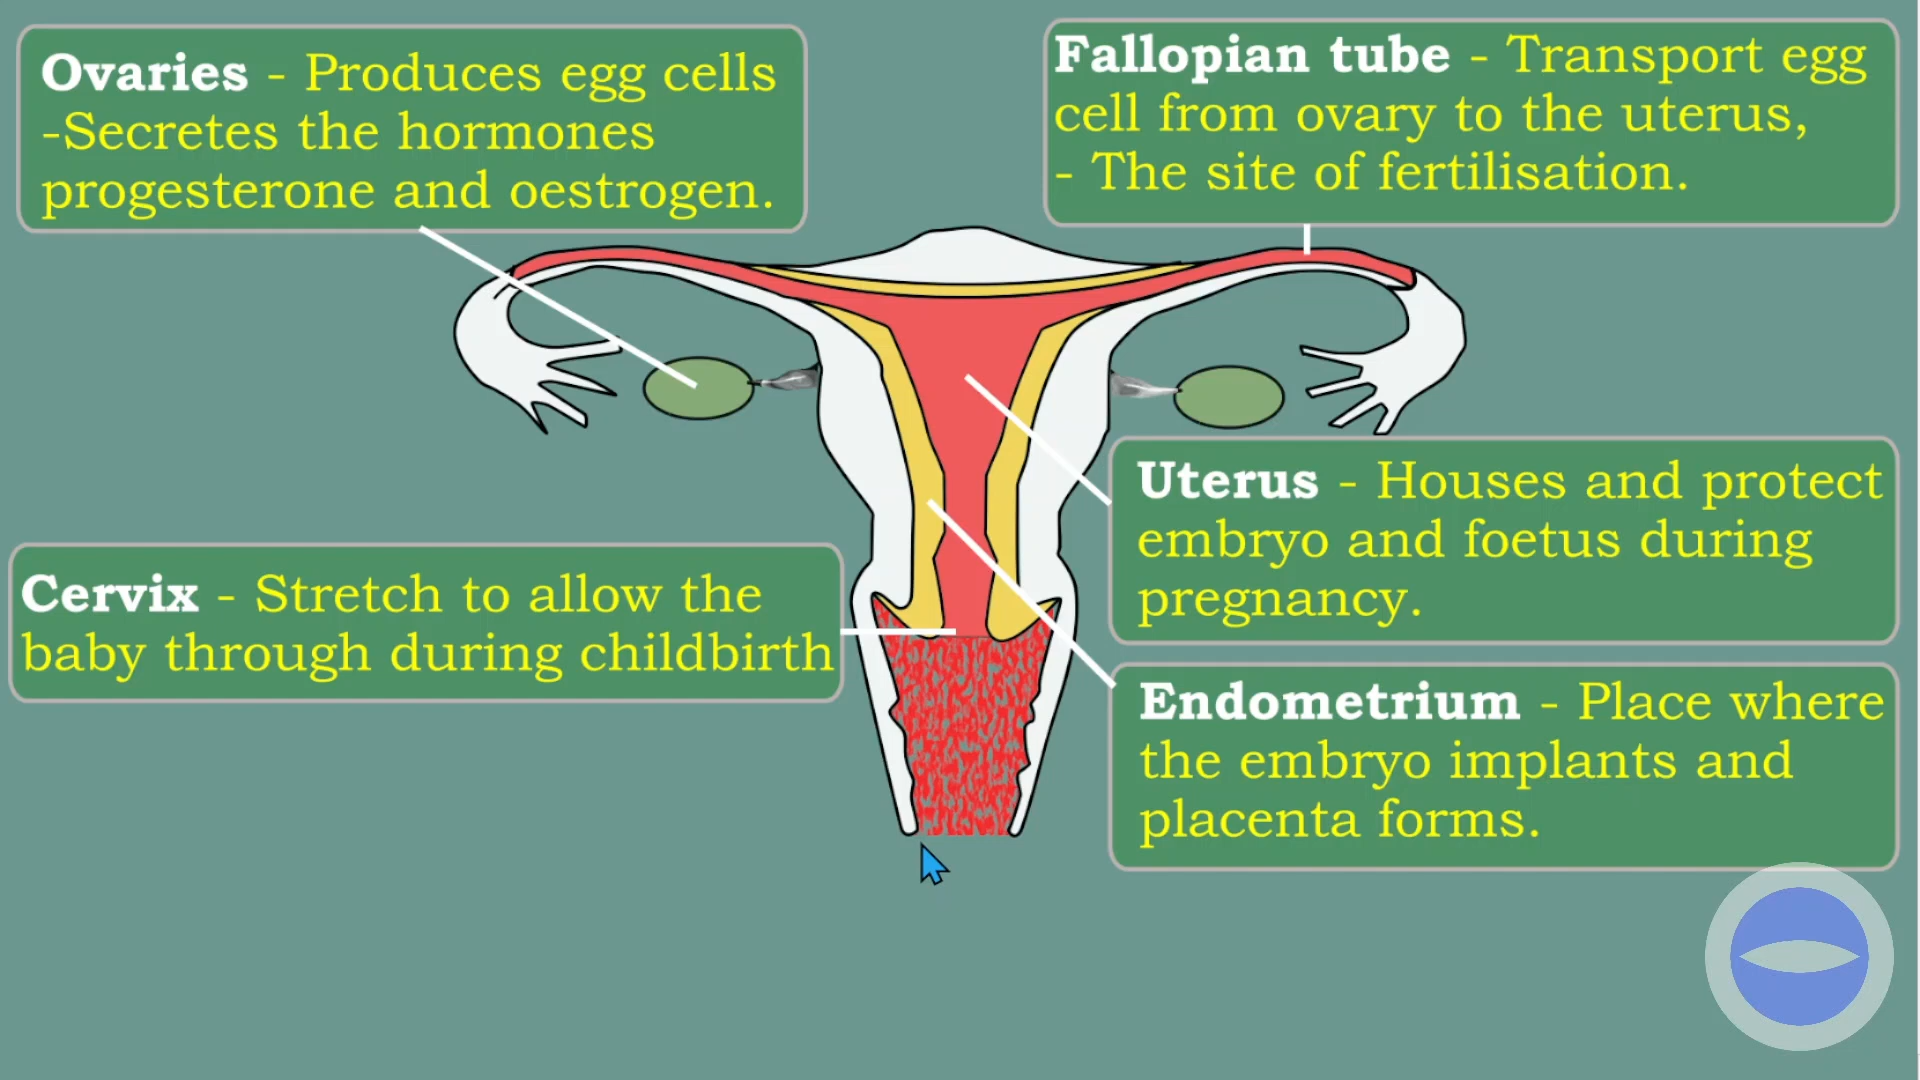 Ovaries - Produces egg cells
-Secretes the hormones
progesterone and oestrogen.
Fallopian tube - Transport egg
cell from ovary to the uterus,
- The site of fertilisation.
Uterus - Houses and protect
embryo and foetus during
pregnancy.
Cervix - Stretch to allow the
baby through during childbirth
Endometrium - Place where
the embryo implants and
placenta forms.